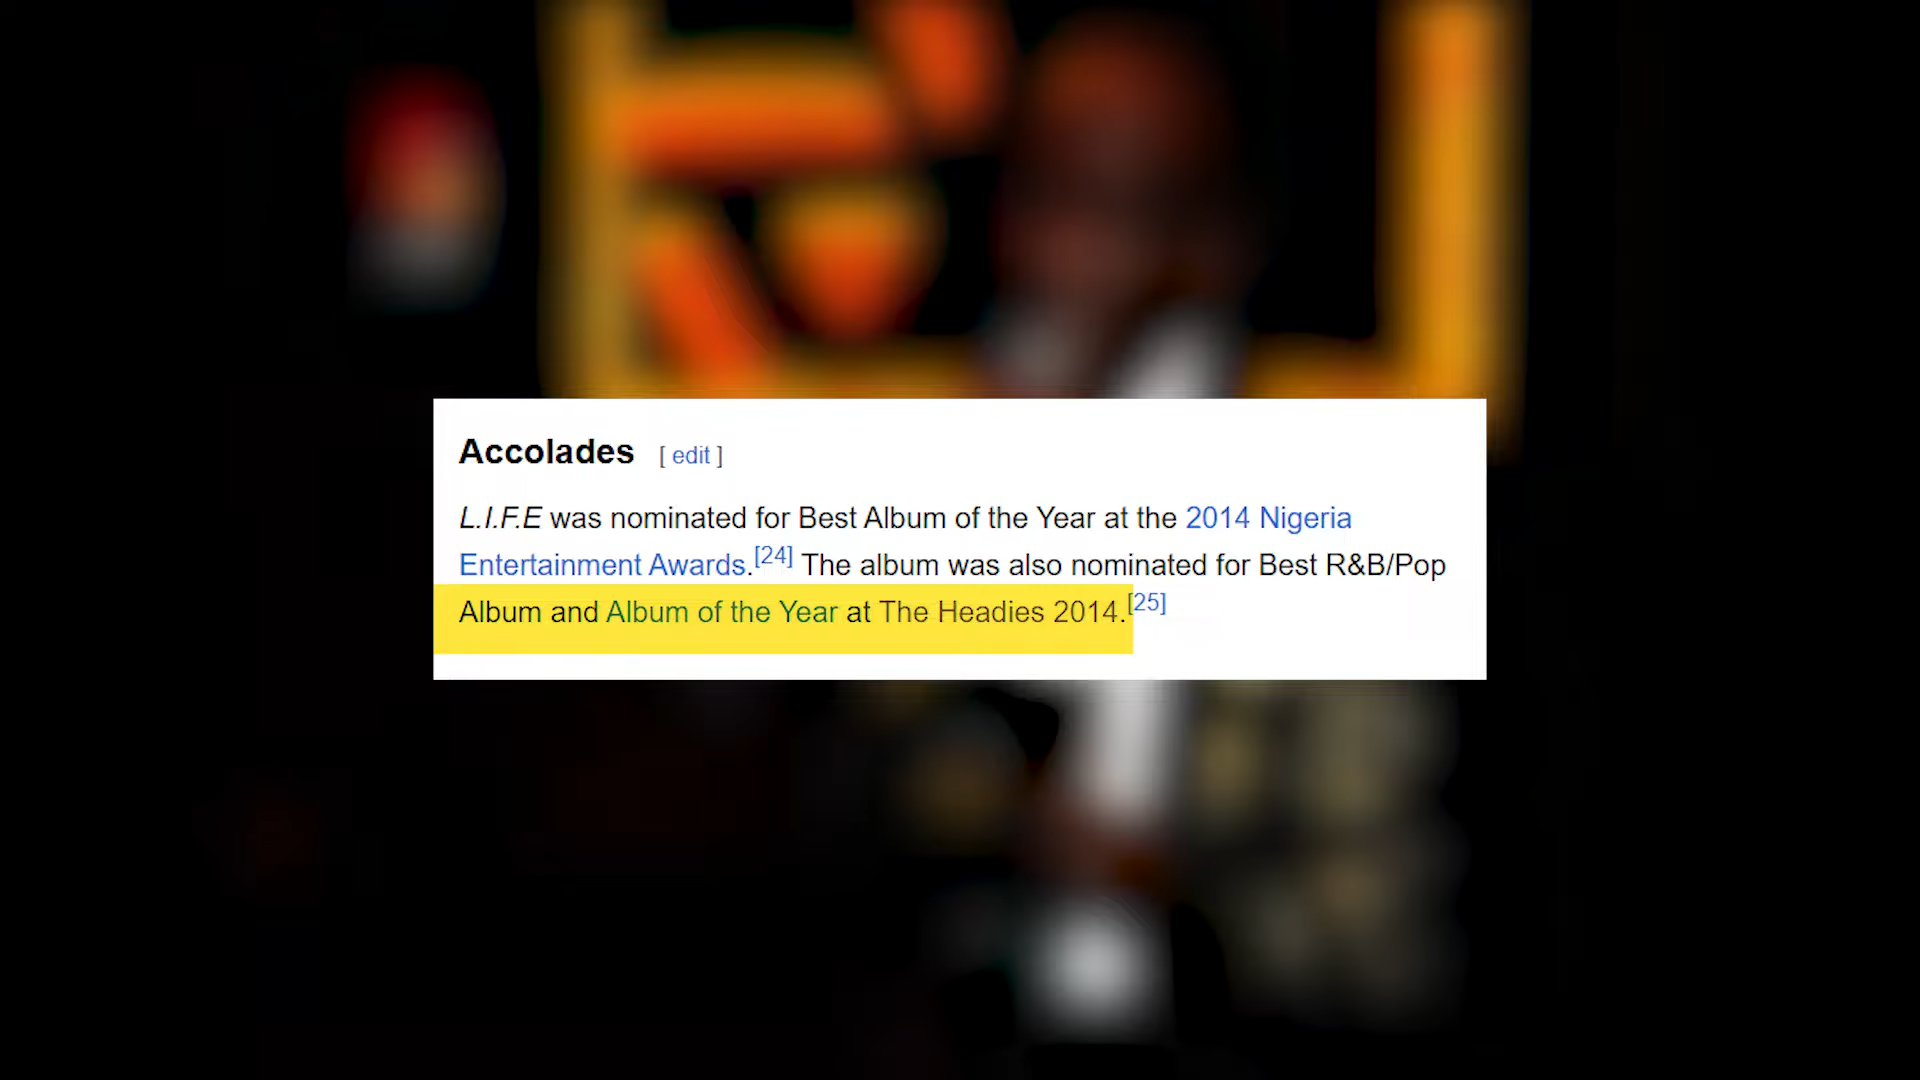 Accolades [ edit ]
L.I.F.E was nominated for Best Album of the Year at the 2014 Nigeria
Entertainment Awards.[24] The album was also nominated for Best R&B/Pop
Album and Album of the Year at The Headies 2014.[25]